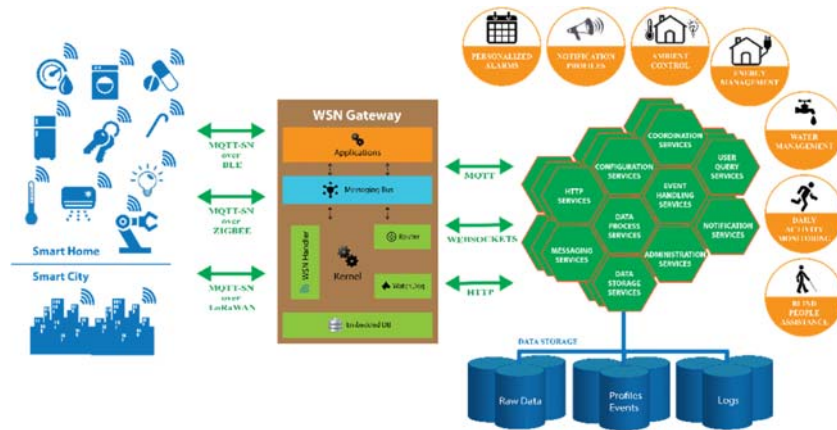 PERSONALIZED
ALARMS
NOTIFICATION
PROFILES
AMBIENT
CONTROL
ENERGY
MANAGEMENT
WATER
MANAGEMENT
DAILY
ACTIVITY
MONITORING
BLIND
PEOPLE
ASSISTANCE
Smart Home
Smart City
MQTT-SN
over
BLE
MQTT-SN
over
ZIGBEE
MQTT-SN
over
LoRaWAN
WSN Gateway
Applications
Messaging Bus
WSN Handler
Router
Kernel
Watchdog
Embedded DB
MQTT
WEBSOCKETS
HTTP
COORDINATION
SERVICES
CONFIGURATION
SERVICES
USER
QUERY
SERVICES
HTTP
SERVICES
EVENT
HANDLING
SERVICES
DATA
PROCESS
SERVICES
NOTIFICATION
SERVICES
MESSAGING
SERVICES
ADMINISTRATION
SERVICES
DATA
STORAGE
SERVICES
DATA STORAGE
Raw Data
Profiles
Events
Logs